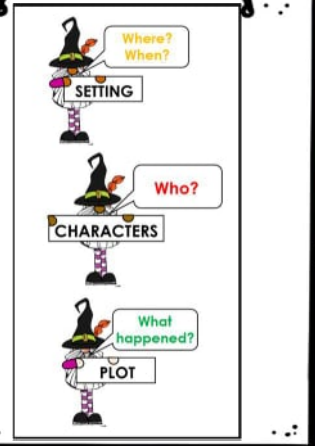 Where?
When?
SETTING
Who?
CHARACTERS
What
happened?
PLOT